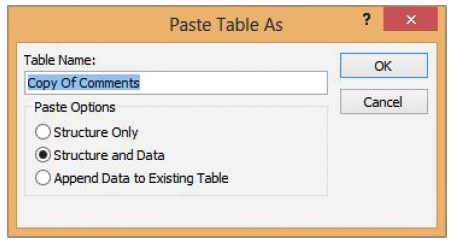 Paste Table As ? ×
Table Name:
Copy Of Comments
Paste Options
Structure Only
Structure and Data
Append Data to Existing Table
OK
Cancel